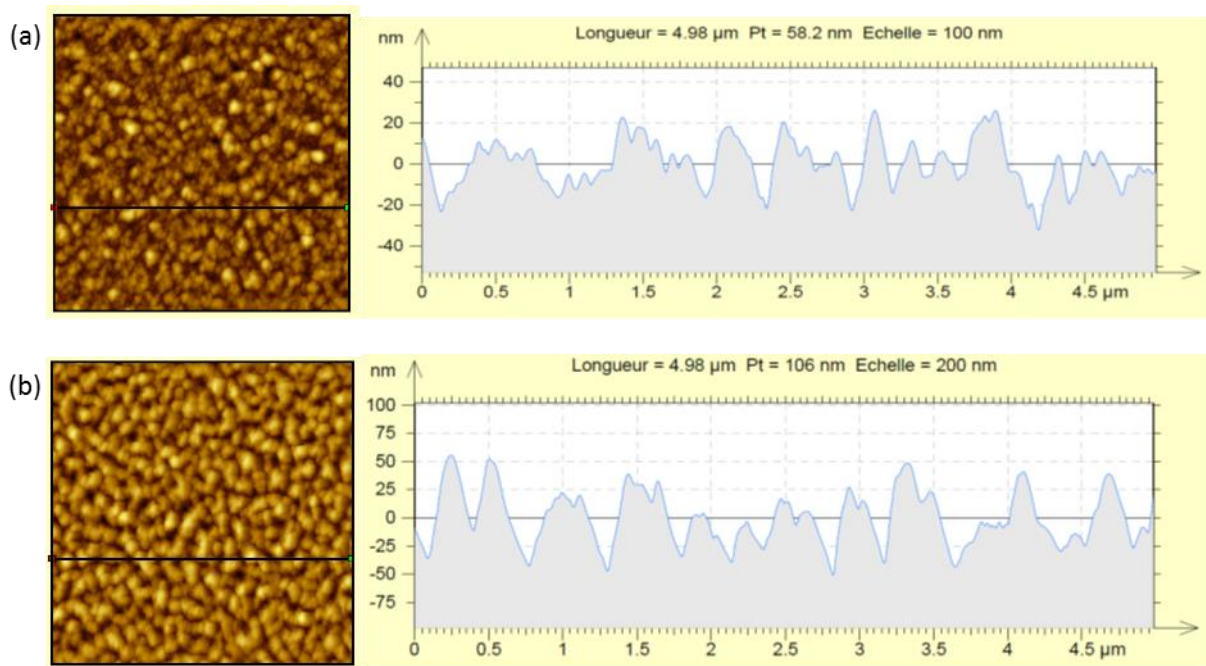 (a)
Longueur = 4.98 µm Pt = 58.2 nm Echelle = 100 nm
nm
40
20
0
-20
-40
0 0.5 1 1.5 2 2.5 3 3.5 4 4.5 µm
(b)
Longueur = 4.98 µm Pt = 106 nm Echelle = 200 nm
nm
100
75
50
25
0
-25
-50
-75
0 0.5 1 1.5 2 2.5 3 3.5 4 4.5 µm